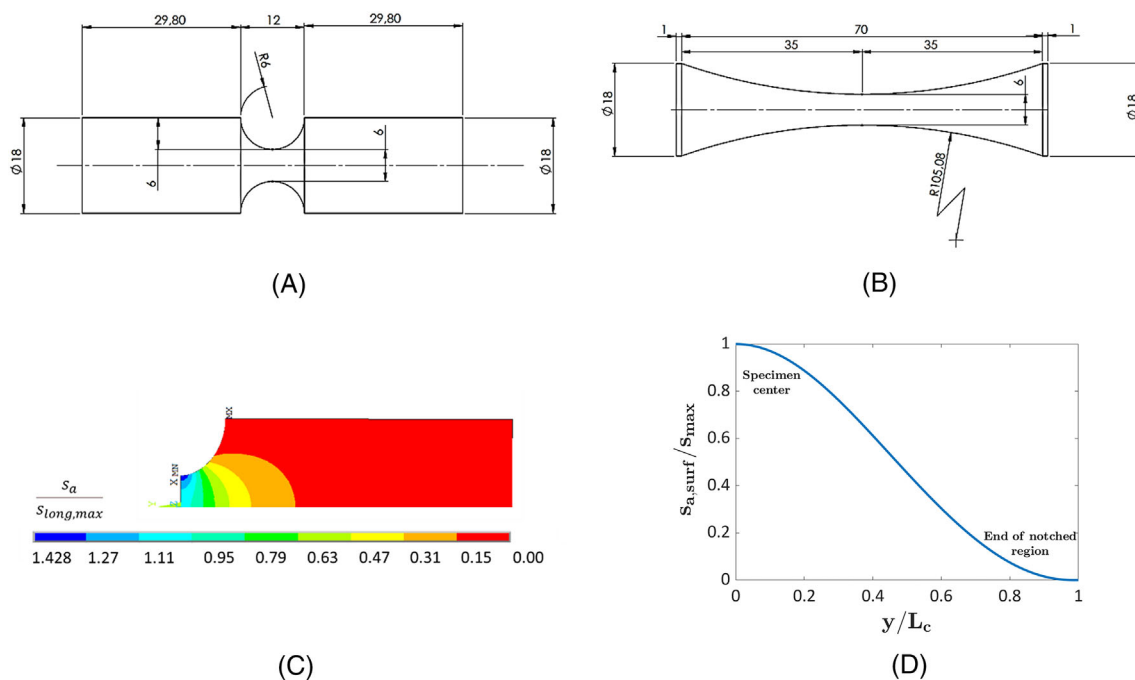 29,80
12
29,80
R6
6
6
Ø18
Ø18
(A)
1
70
1
35
35
6
Ø18
Ø18
R105,08
(B)
MX
X MN
Y
Z
s_a
s_long,max
1.428 1.27 1.11 0.95 0.79 0.63 0.47 0.31 0.15 0.00
(C)
1
0.8
0.6
0.4
0.2
0
s_a,surf/s_max
Specimen
center
End of notched
region
0 0.2 0.4 0.6 0.8 1
y/L_c
(D)